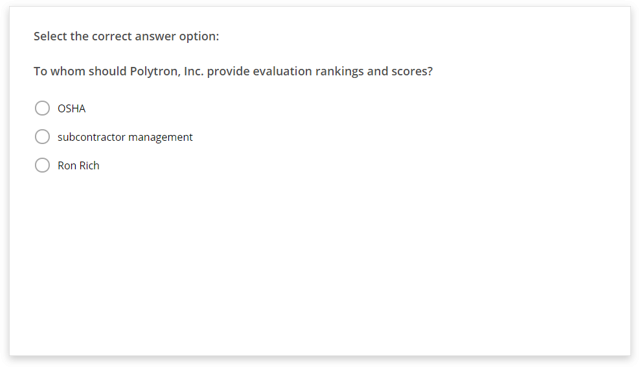 Select the correct answer option:
To whom should Polytron, Inc. provide evaluation rankings and scores?
OSHA
subcontractor management
Ron Rich